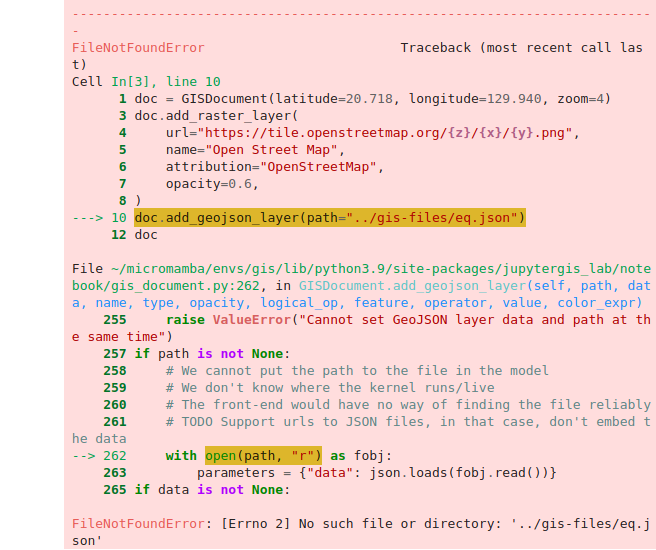 ---------------------------------------------------------------------------
FileNotFoundError                         Traceback (most recent call las
t)
Cell In[3], line 10
      1 doc = GISDocument(latitude=20.718, longitude=129.940, zoom=4)
      3 doc.add_raster_layer(
      4     url="https://tile.openstreetmap.org/{z}/{x}/{y}.png",
      5     name="Open Street Map",
      6     attribution="OpenStreetMap",
      7     opacity=0.6,
      8 )
---> 10 doc.add_geojson_layer(path="../gis-files/eq.json")
     12 doc
File ~/micromamba/envs/gis/lib/python3.9/site-packages/jupytergis_lab/note
book/gis_document.py:262, in GISDocument.add_geojson_layer(self, path, dat
a, name, type, opacity, logical_op, feature, operator, value, color_expr)
    255     raise ValueError("Cannot set GeoJSON layer data and path at th
e same time")
    257 if path is not None:
    258     # We cannot put the path to the file in the model
    259     # We don't know where the kernel runs/live
    260     # The front-end would have no way of finding the file reliably
    261     # TODO Support urls to JSON files, in that case, don't embed t
he data
--> 262     with open(path, "r") as fobj:
    263         parameters = {"data": json.loads(fobj.read())}
    265 if data is not None:
FileNotFoundError: [Errno 2] No such file or directory: '../gis-files/eq.j
son'